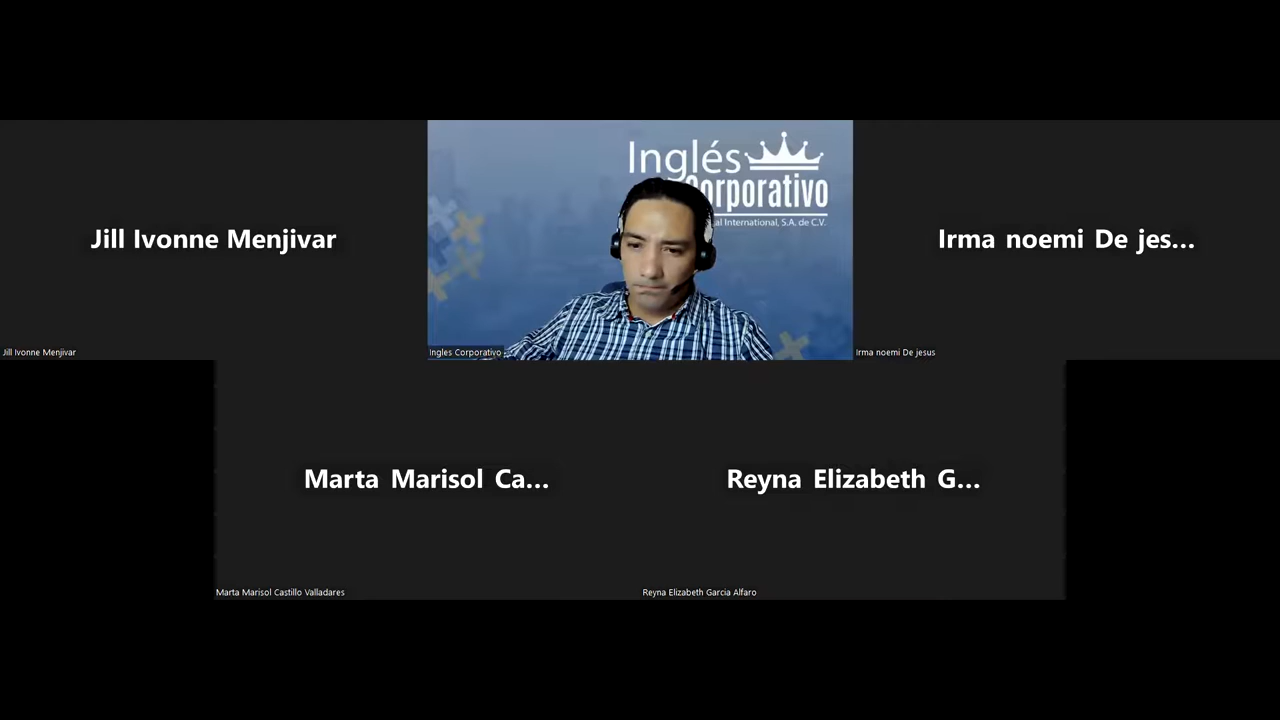 Inglés
Corporativo
al International, S.A. de C.V.
Jill Ivonne Menjivar
Irma noemi De jes...
Jill Ivonne Menjivar
Ingles Corporativo
Irma noemi De jesus
Marta Marisol Ca...
Reyna Elizabeth G...
Marta Marisol Castillo Valladares
Reyna Elizabeth Garcia Alfaro